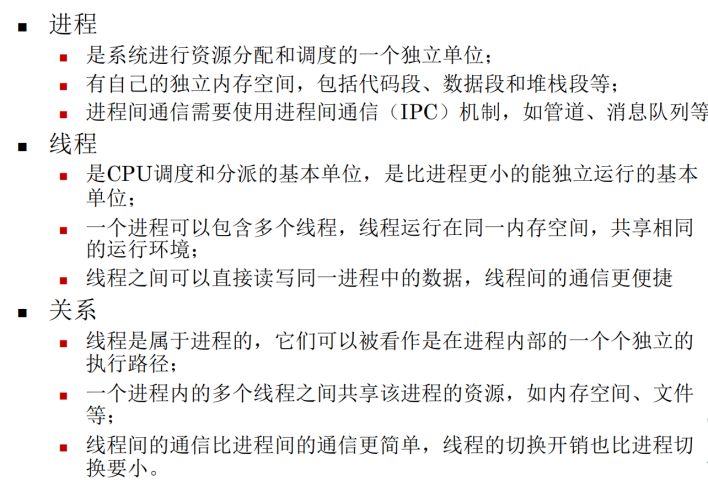 进程
是系统进行资源分配和调度的一个独立单位；
有自己的独立内存空间，包括代码段、数据段和堆栈段等；
进程间通信需要使用进程间通信（IPC）机制，如管道、消息队列等
线程
是CPU调度和分派的基本单位，是比进程更小的能独立运行的基本
单位；
一个进程可以包含多个线程，线程运行在同一内存空间，共享相同
的运行环境；
线程之间可以直接读写同一进程中的数据，线程间的通信更便捷
关系
线程是属于进程的，它们可以被看作是在进程内部的一个个独立的
执行路径；
一个进程内的多个线程之间共享该进程的资源，如内存空间、文件
等；
线程间的通信比进程间的通信更简单，线程的切换开销也比进程切
换要小。